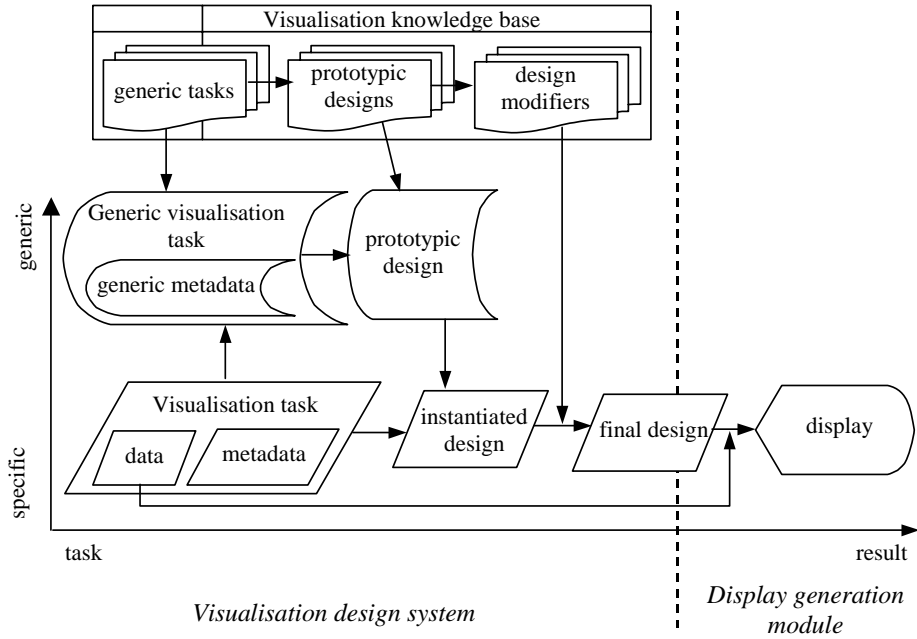 Visualisation knowledge base
generic tasks
prototypic
designs
design
modifiers
generic
Generic visualisation
task
generic metadata
prototypic
design
specific
Visualisation task
data
metadata
instantiated
design
final design
display
task
result
Visualisation design system
Display generation
module